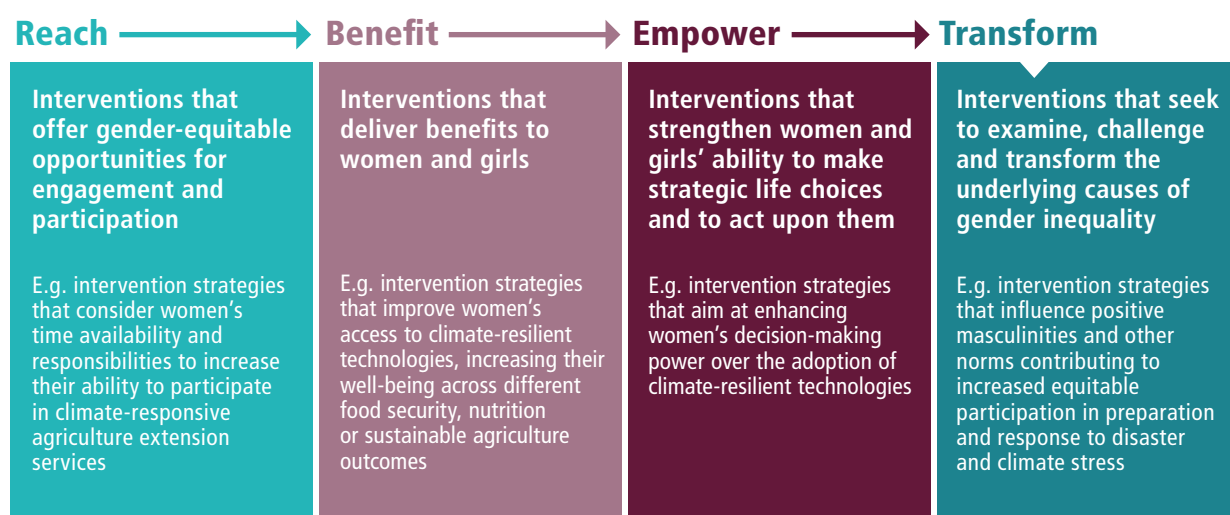 Reach
Benefit
Empower
Transform
Interventions that
offer gender-equitable
opportunities for
engagement and
participation
E.g. intervention strategies
that consider women’s
time availability and
responsibilities to increase
their ability to participate
in climate-responsive
agriculture extension
services
Interventions that
deliver benefits to
women and girls
E.g. intervention strategies
that improve women’s
access to climate-resilient
technologies, increasing their
well-being across different
food security, nutrition
or sustainable agriculture
outcomes
Interventions that
strengthen women and
girls’ ability to make
strategic life choices
and to act upon them
E.g. intervention strategies
that aim at enhancing
women’s decision-making
power over the adoption of
climate-resilient technologies
Interventions that seek
to examine, challenge
and transform the
underlying causes of
gender inequality
E.g. intervention strategies
that influence positive
masculinities and other
norms contributing to
increased equitable
participation in preparation
and response to disaster
and climate stress